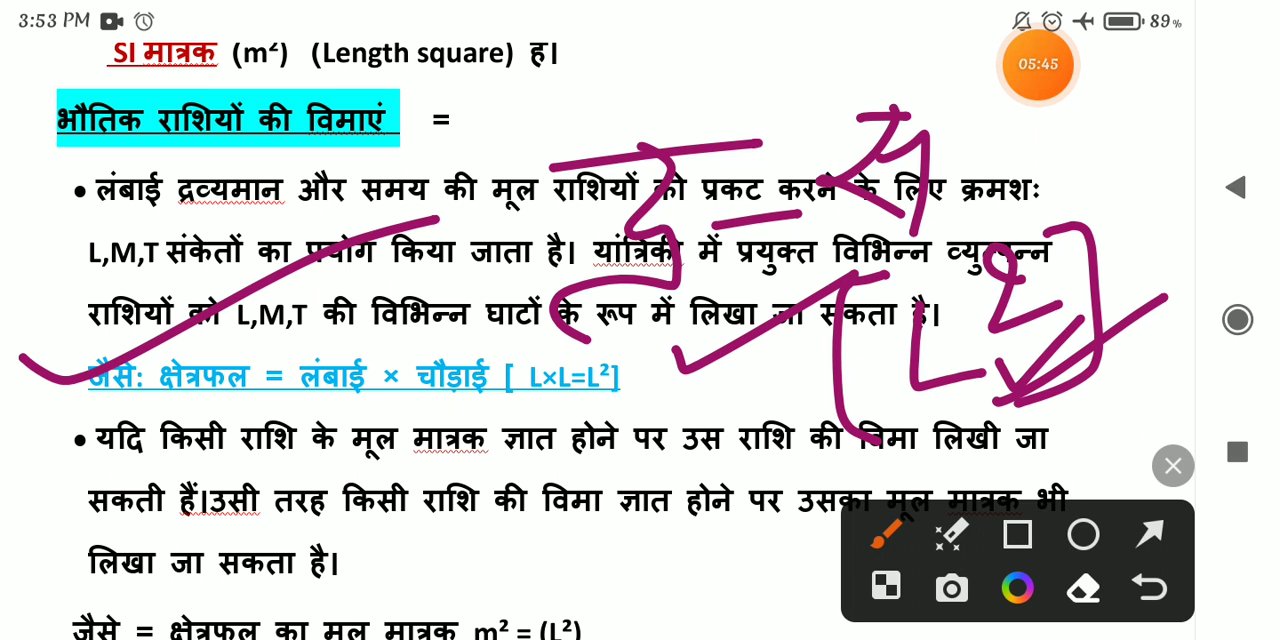 3:53 PM 89%
SI मात्रक (m²) (Length square) ह।
05:45
भौतिक राशियों की विमाएं =
• लंबाई द्रव्यमान और समय की मूल राशियों को प्रकट करने के लिए क्रमशः
L,M,T संकेतों का प्रयोग किया जाता है। यांत्रिकी में प्रयुक्त विभिन्न व्युत्पन्न
राशियों को L,M,T की विभिन्न घाटों के रूप में लिखा जा सकता है।
जैसे: क्षेत्रफल = लंबाई × चौड़ाई [ L×L=L²]
• यदि किसी राशि के मूल मात्रक ज्ञात होने पर उस राशि की विमा लिखी जा
सकती हैं।उसी तरह किसी राशि की विमा ज्ञात होने पर उसका मूल मात्रक भी
लिखा जा सकता है।
जैसे = क्षेत्रफल का मूल मात्रक m² = (L²)